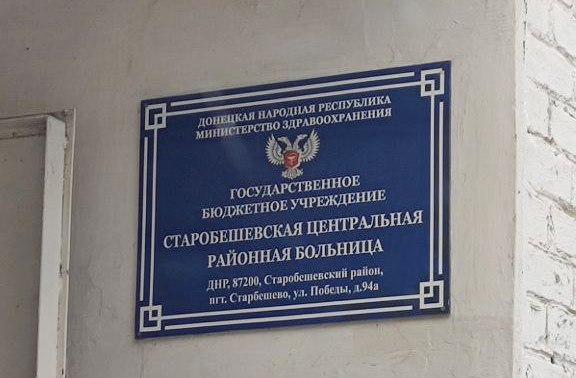 ДОНЕЦКАЯ НАРОДНАЯ РЕСПУБЛИКА
МИНИСТЕРСТВО ЗДРАВООХРАНЕНИЯ
ГОСУДАРСТВЕННОЕ
БЮДЖЕТНОЕ УЧРЕЖДЕНИЕ
СТАРОБЕШЕВСКАЯ ЦЕНТРАЛЬНАЯ
РАЙОННАЯ БОЛЬНИЦА
ДНР, 87200, Старобешевский район,
пгт. Старбешево, ул. Победы, д.94а